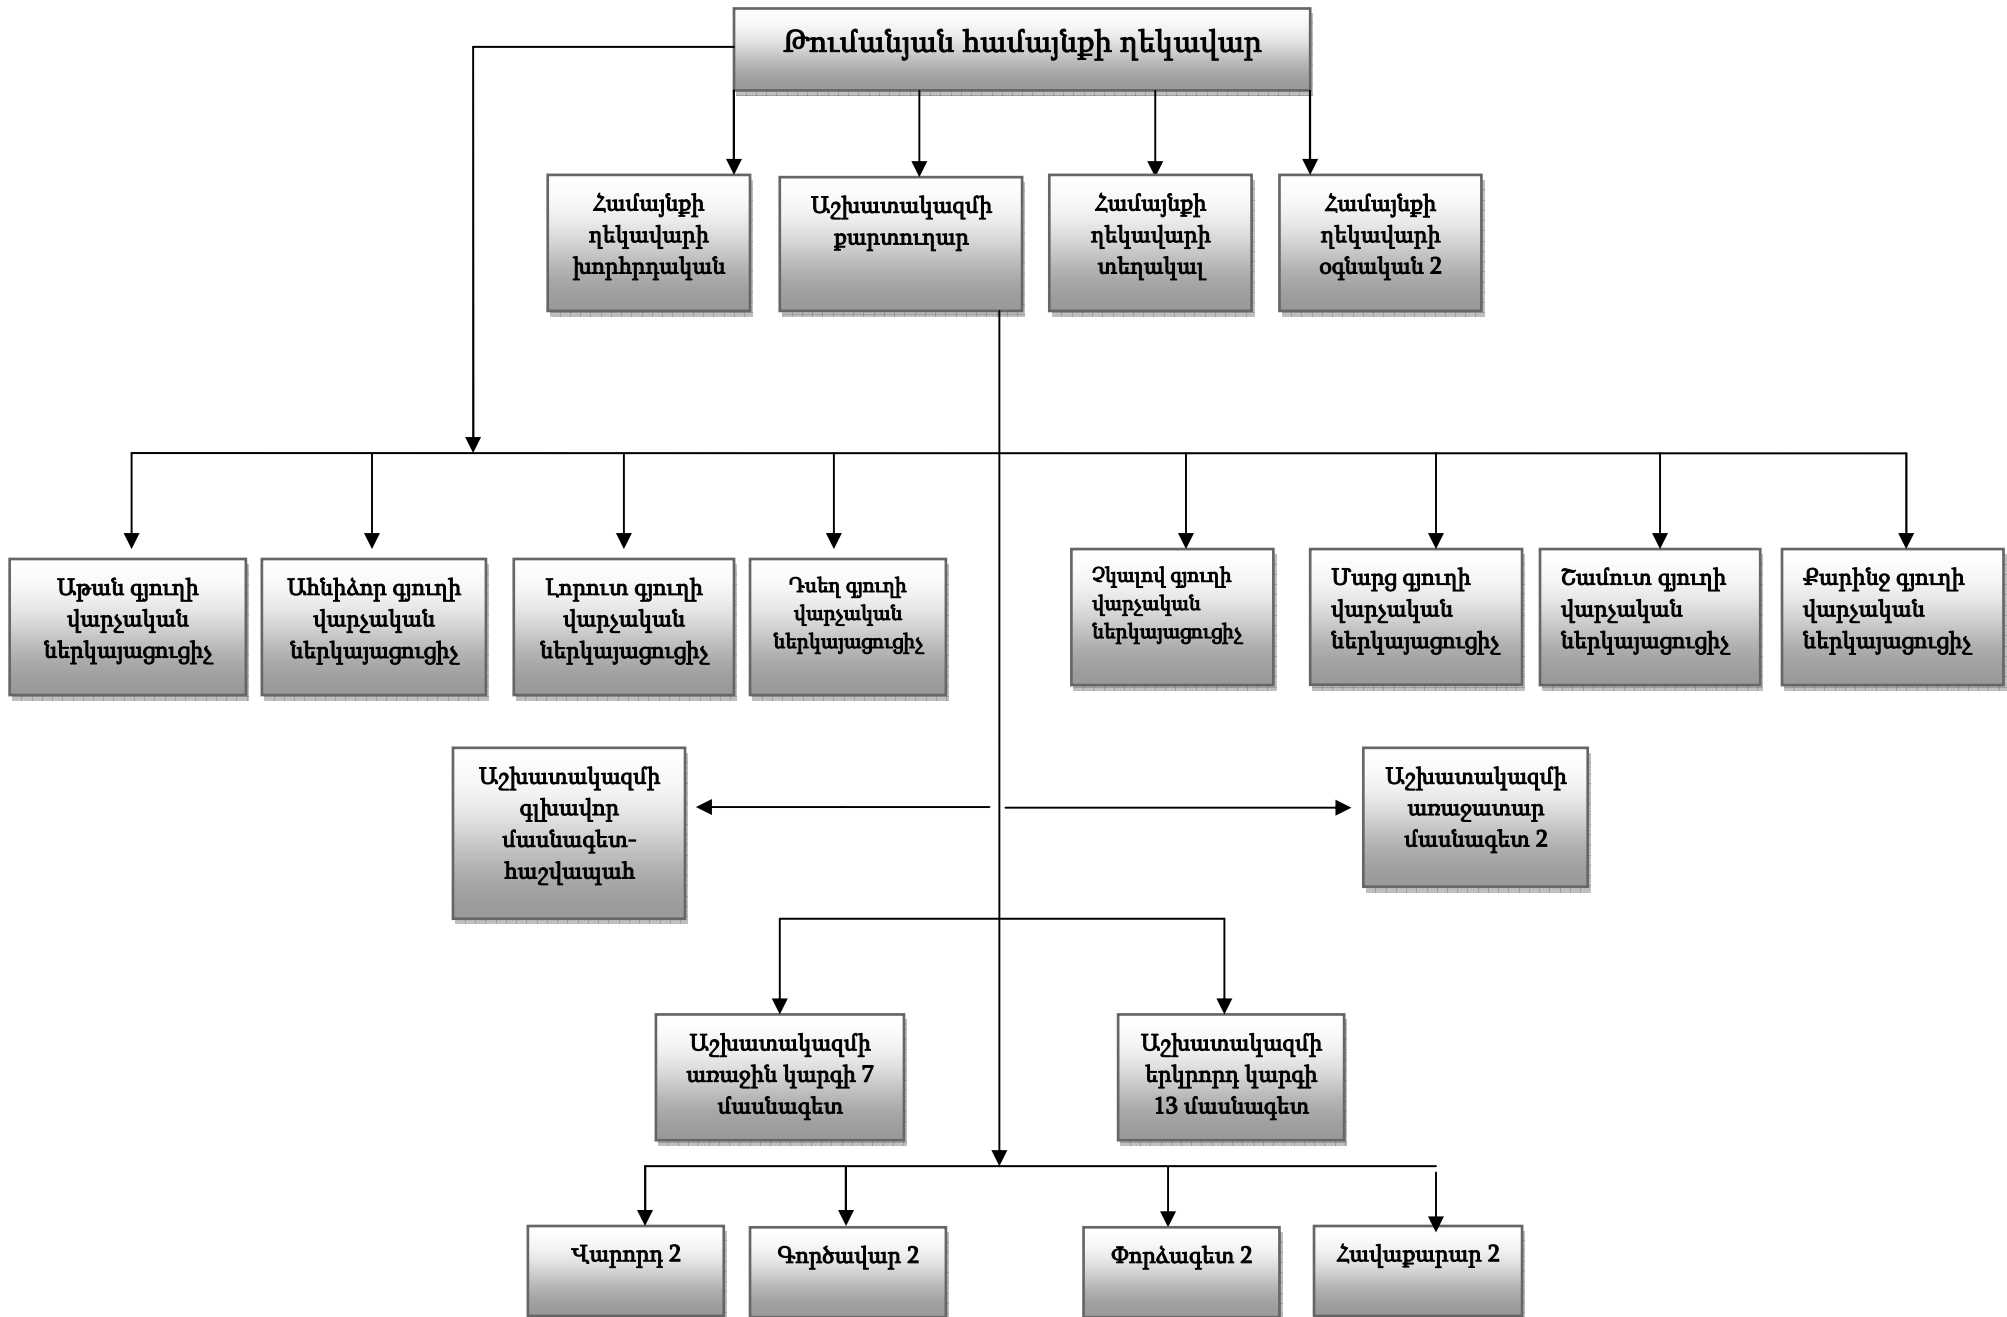 Թումանյան համայնքի ղեկավար
Համայնքի
ղեկավարի
խորհրդական
Աշխատակազմի
քարտուղար
Համայնքի
ղեկավարի
տեղակալ
Համայնքի
ղեկավարի
օգնական 2
Աթան գյուղի
վարչական
ներկայացուցիչ
Ահնիձոր գյուղի
վարչական
ներկայացուցիչ
Լորուտ գյուղի
վարչական
ներկայացուցիչ
Դսեղ գյուղի
վարչական
ներկայացուցիչ
Չկալով գյուղի
վարչական
ներկայացուցիչ
Մարց գյուղի
վարչական
ներկայացուցիչ
Շամուտ գյուղի
վարչական
ներկայացուցիչ
Քարինջ գյուղի
վարչական
ներկայացուցիչ
Աշխատակազմի
գլխավոր
մասնագետ-
հաշվապահ
Աշխատակազմի
առաջատար
մասնագետ 2
Աշխատակազմի
առաջին կարգի 7
մասնագետ
Աշխատակազմի
երկրորդ կարգի
13 մասնագետ
Վարորդ 2
Գործավար 2
Փորձագետ 2
Հավաքարար 2